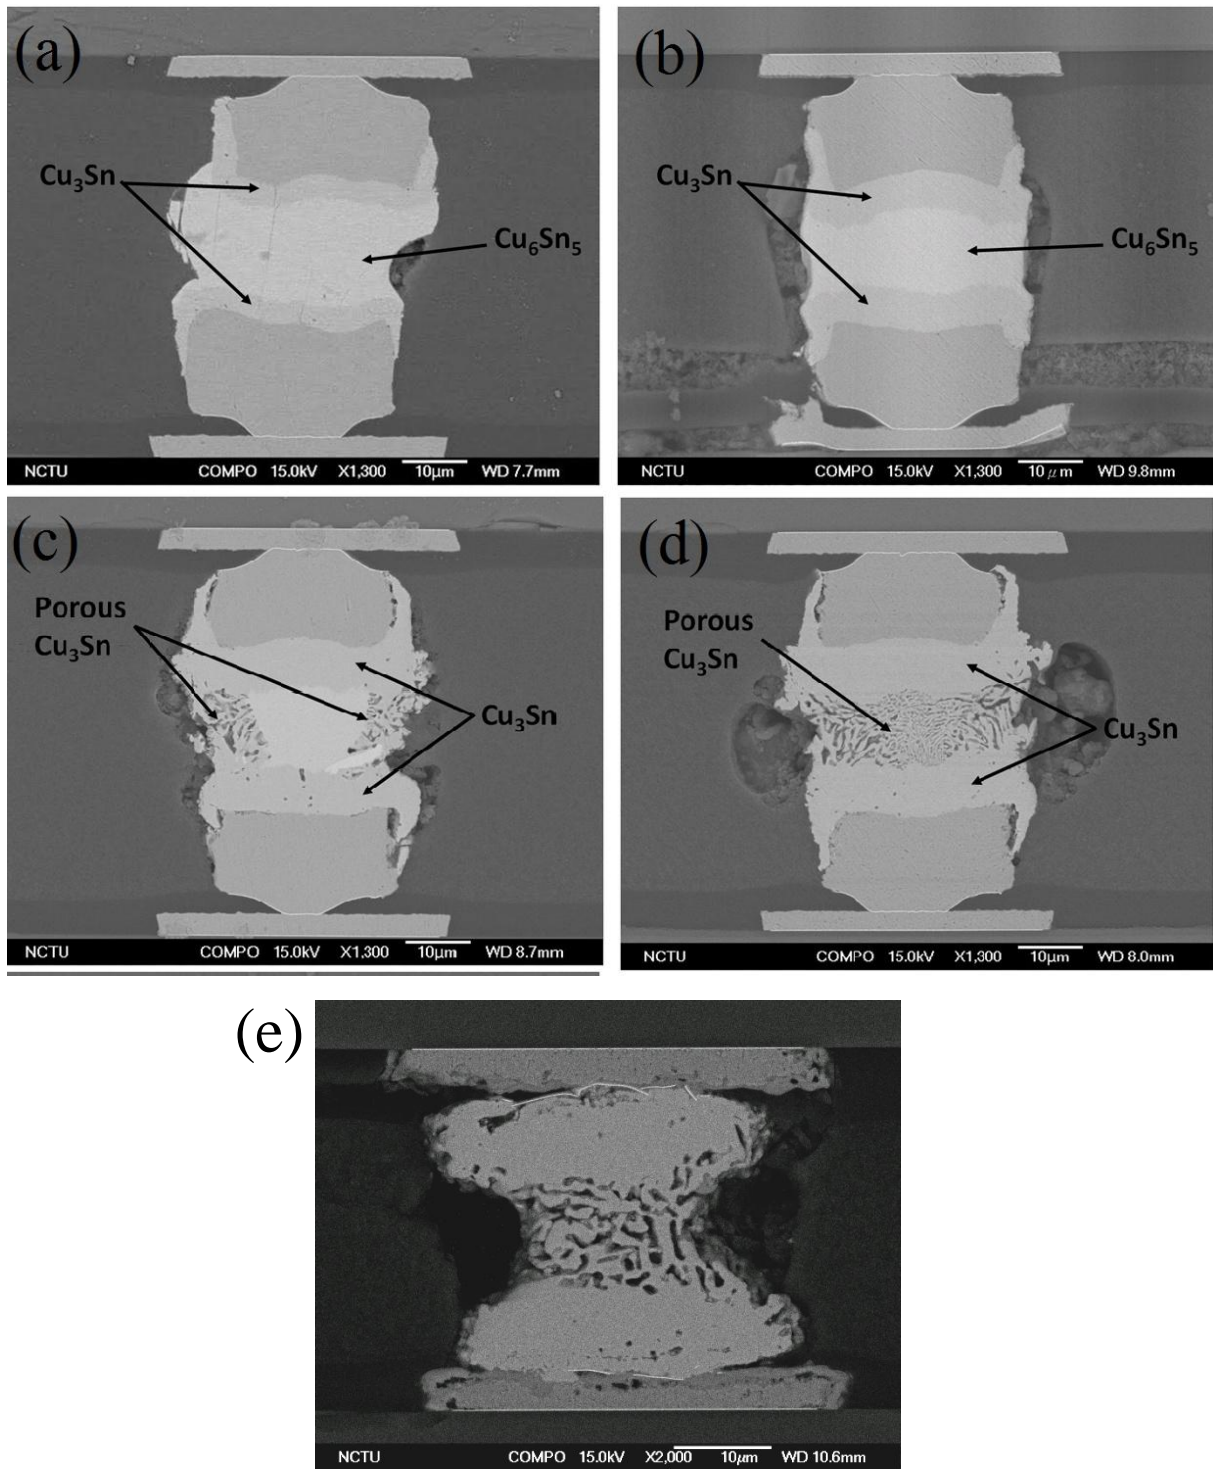 (a)
Cu3Sn
Cu6Sn5
NCTU COMPO 15.0kV X1,300 10μm WD 7.7mm
(b)
Cu3Sn
Cu6Sn5
NCTU COMPO 15.0kV X1,300 10μm WD 9.8mm
(c)
Porous
Cu3Sn
Cu3Sn
NCTU COMPO 15.0kV X1,300 10μm WD 8.7mm
(d)
Porous
Cu3Sn
Cu3Sn
NCTU COMPO 15.0kV X1,300 10μm WD 8.0mm
(e)
NCTU COMPO 15.0kV X2,000 10μm WD 10.6mm